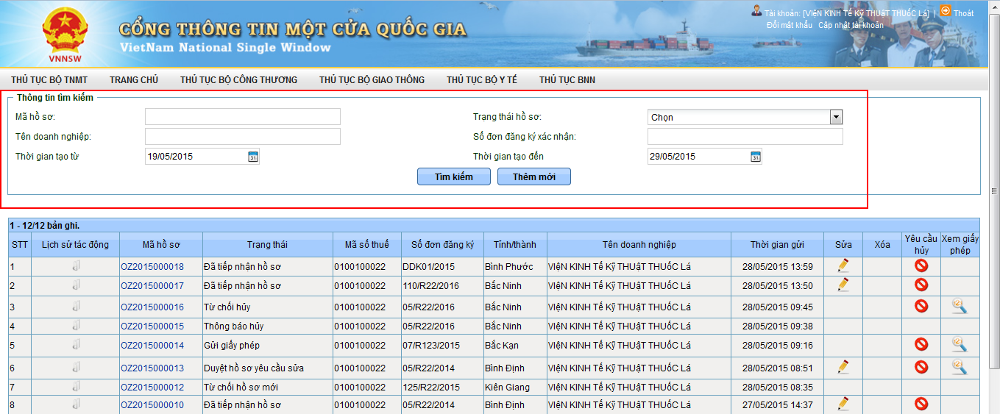 Tài khoản: [VIệN KINH Tế Kỹ THUậT THUốC Lá] | Thoát
Đổi mật khẩu Cập nhật tài khoản
CỔNG THÔNG TIN MỘT CỬA QUỐC GIA
VietNam National Single Window
VNNSW
THỦ TỤC BỘ TNMT TRANG CHỦ THỦ TỤC BỘ CÔNG THƯƠNG THỦ TỤC BỘ GIAO THÔNG THỦ TỤC BỘ Y TẾ THỦ TỤC BNN
Thông tin tìm kiếm
Mã hồ sơ: Trạng thái hồ sơ: Chọn
Tên doanh nghiệp: Số đơn đăng ký xác nhận:
Thời gian tạo từ 19/05/2015 31 Thời gian tạo đến 29/05/2015 31
Tìm kiếm Thêm mới
1 - 12/12 bản ghi.
STT Lịch sử tác động Mã hồ sơ Trạng thái Mã số thuế Số đơn đăng ký Tỉnh/thành Tên doanh nghiệp Thời gian gửi Sửa Xóa Yêu cầu hủy Xem giấy phép
1 OZ2015000018 Đã tiếp nhận hồ sơ 0100100022 DDK01/2015 Bình Phước VIệN KINH Tế Kỹ THUậT THUốC Lá 28/05/2015 13:59
2 OZ2015000017 Đã tiếp nhận hồ sơ 0100100022 110/R22/2016 Bắc Ninh VIệN KINH Tế Kỹ THUậT THUốC Lá 28/05/2015 13:50
3 OZ2015000016 Từ chối hủy 0100100022 05/R22/2016 Bắc Ninh VIệN KINH Tế Kỹ THUậT THUốC Lá 28/05/2015 09:45
4 OZ2015000015 Thông báo hủy 0100100022 05/R22/2016 Bắc Ninh VIệN KINH Tế Kỹ THUậT THUốC Lá 28/05/2015 09:38
5 OZ2015000014 Gửi giấy phép 0100100022 07/R123/2015 Bắc Kạn VIệN KINH Tế Kỹ THUậT THUốC Lá 28/05/2015 09:16
6 OZ2015000013 Duyệt hồ sơ yêu cầu sửa 0100100022 05/R22/2014 Bình Định VIệN KINH Tế Kỹ THUậT THUốC Lá 28/05/2015 08:51
7 OZ2015000012 Từ chối hồ sơ mới 0100100022 125/R22/2015 Kiên Giang VIệN KINH Tế Kỹ THUậT THUốC Lá 28/05/2015 08:35
8 OZ2015000010 Đã tiếp nhận hồ sơ 0100100022 05/R22/2014 Bình Định VIệN KINH Tế Kỹ THUậT THUốC Lá 27/05/2015 14:37